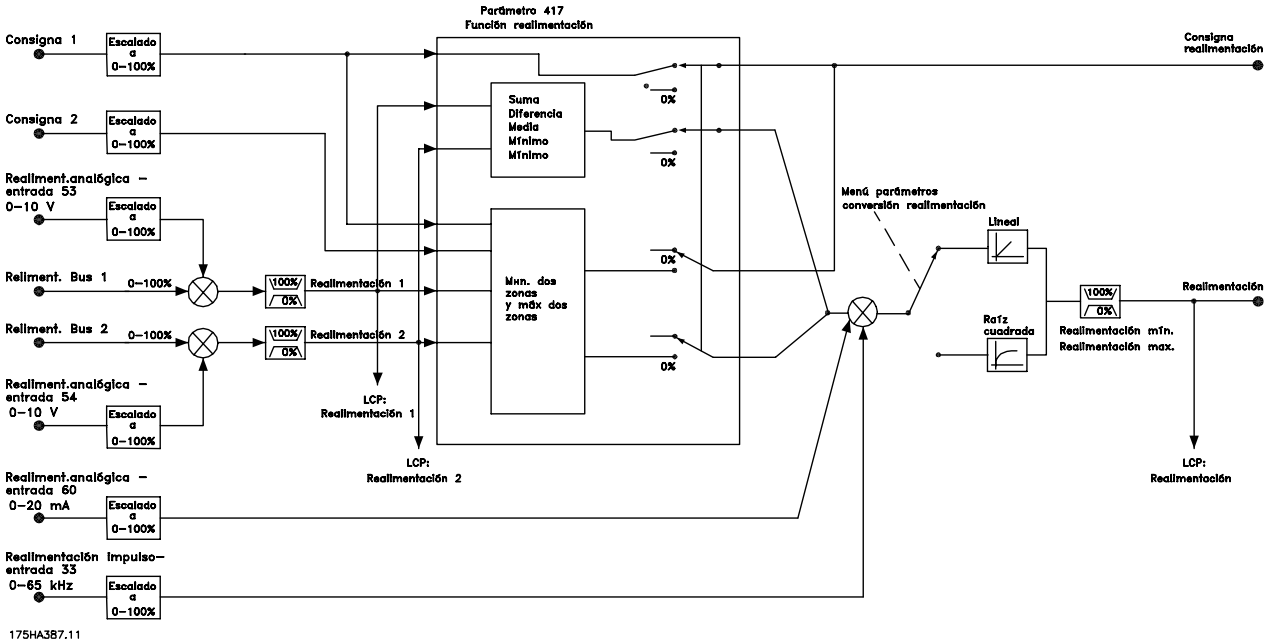 Parámetro 417
Función realimentación
Consigna 1
Escalado
a
0–100%
Consigna
realimentación
Suma
Diferencia
Media
Mínimo
Mínimo
0%
0%
Consigna 2
Escalado
a
0–100%
Realiment.analógica –
entrada 53
0–10 V
Escalado
a
0–100%
Menú parámetros
conversión realimentación
Lineal
Reliment. Bus 1
0–100%
100%
0%
Realimentación 1
Мнп. dos
zonas
y máx dos
zonas
0%
0%
Realimentación
100%
0%
Realimentación mín.
Realimentación max.
Raíz
cuadrada
Reliment. Bus 2
0–100%
100%
0%
Realimentación 2
Realiment.analógica –
entrada 54
0–10 V
Escalado
a
0–100%
LCP:
Realimentación 1
LCP:
Realimentación 2
LCP:
Realimentación
Realiment.analógica –
entrada 60
0–20 mA
Escalado
a
0–100%
Realimentación impulso–
entrada 33
0–65 kHz
Escalado
a
0–100%
175HA387.11